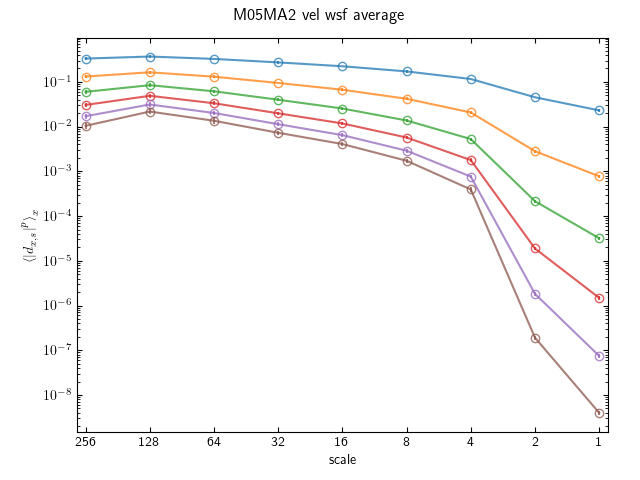 M05MA2 vel wsf average
10⁻¹
10⁻²
10⁻³
10⁻⁴
10⁻⁵
10⁻⁶
10⁻⁷
10⁻⁸
⟨|d_{x,s}|^p⟩_x
256 128 64 32 16 8 4 2 1
scale